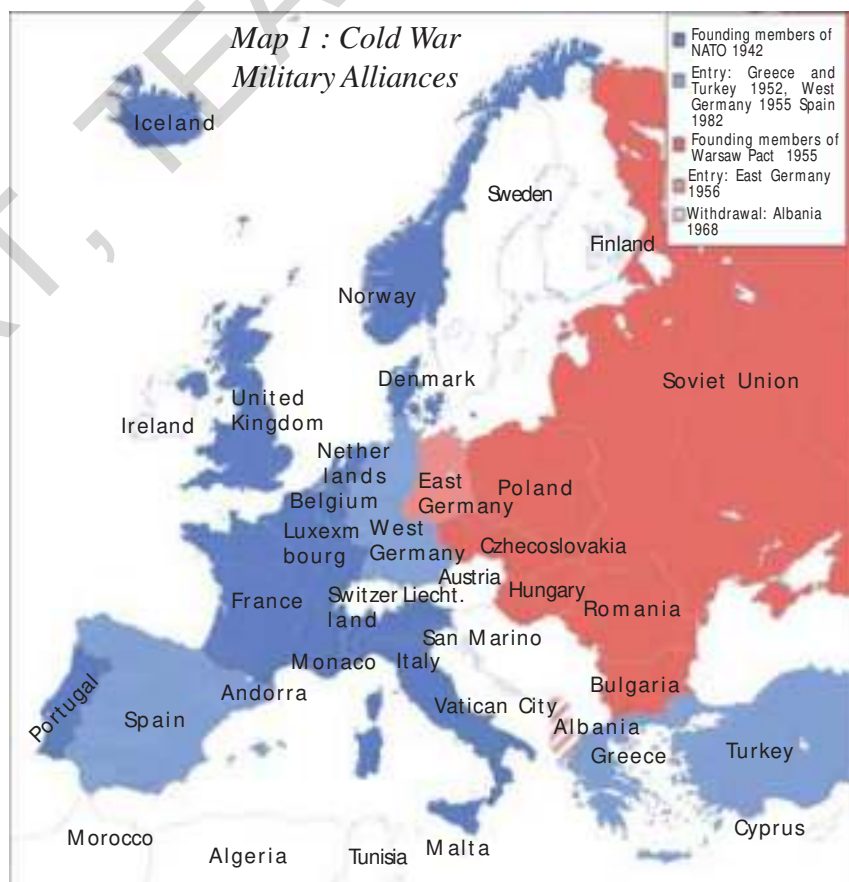 Map 1 : Cold War
Military Alliances
Founding members of
NATO 1942
Entry: Greece and
Turkey 1952, West
Germany 1955 Spain
1982
Founding members of
Warsaw Pact 1955
Entry: East Germany
1956
Withdrawal: Albania
1968
Iceland
Sweden
Finland
Norway
Soviet Union
Denmark
United
Kingdom
Ireland
Nether
lands
Belgium
East
Germany
Poland
Luxexm
bourg
West
Germany
Czhecoslovakia
Austria
France
Switzer
land
Liecht.
Hungary
Romania
San Marino
Monaco
Italy
Portugal
Andorra
Spain
Vatican City
Bulgaria
Albania
Greece
Turkey
Morocco
Algeria
Tunisia
Malta
Cyprus